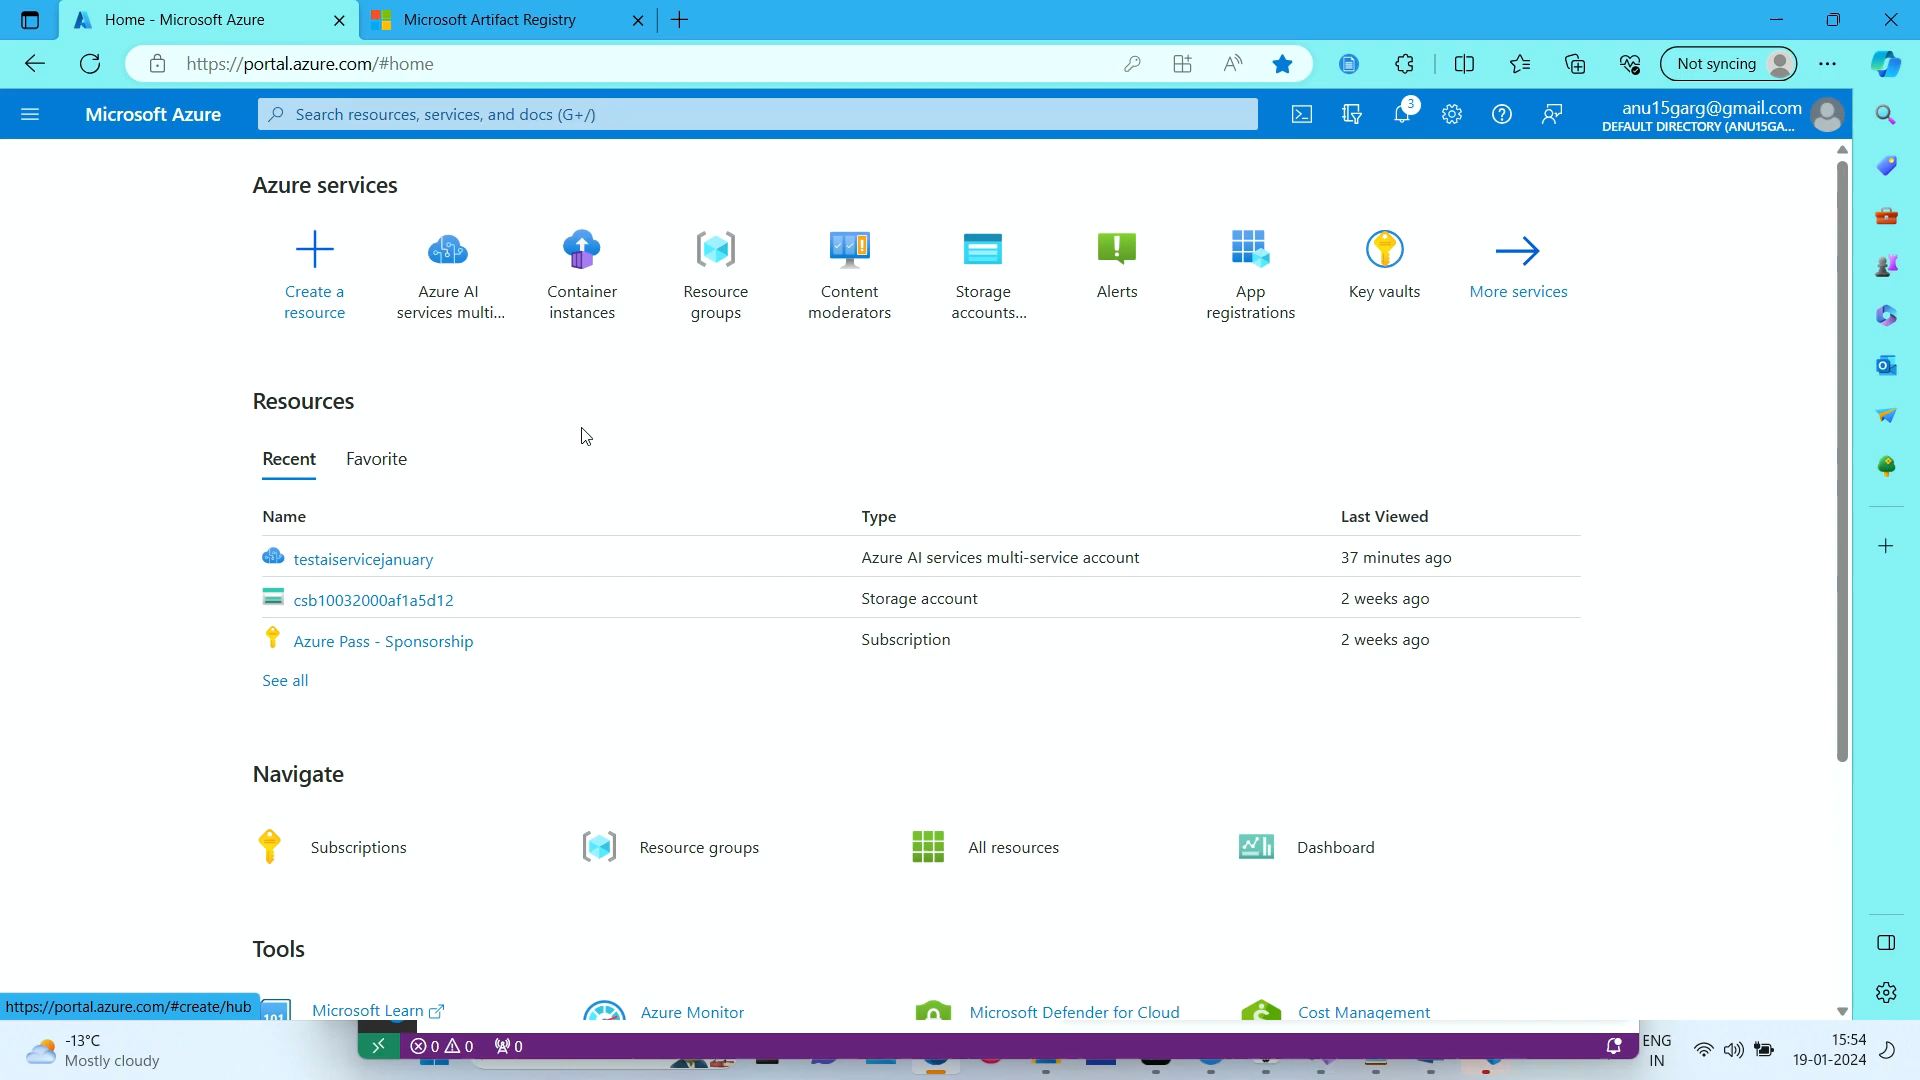 Home - Microsoft Azure
Microsoft Artifact Registry
https://portal.azure.com/#home
Not syncing
Microsoft Azure
Search resources, services, and docs (G+/)
3
anu15garg@gmail.com
DEFAULT DIRECTORY (ANU15GA...
Azure services
Create a resource
Azure AI services multi...
Container instances
Resource groups
Content moderators
Storage accounts...
Alerts
App registrations
Key vaults
More services
Resources
Recent Favorite
Name Type Last Viewed
testaiservicejanuary Azure AI services multi-service account 37 minutes ago
csb10032000af1a5d12 Storage account 2 weeks ago
Azure Pass - Sponsorship Subscription 2 weeks ago
See all
Navigate
Subscriptions Resource groups All resources Dashboard
Tools
Microsoft Learn Azure Monitor Microsoft Defender for Cloud Cost Management
https://portal.azure.com/#create/hub
-13°C
Mostly cloudy
0 0 0
ENG
IN
15:54
19-01-2024